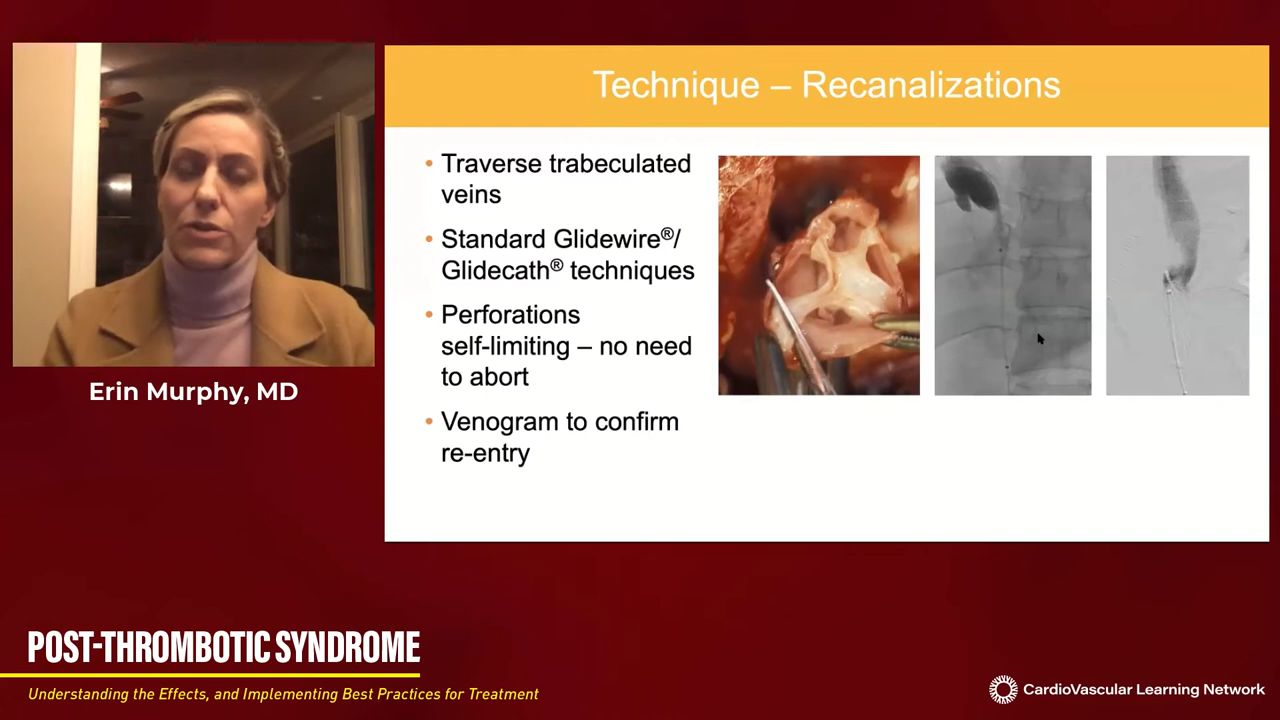 Technique – Recanalizations
• Traverse trabeculated
veins
• Standard Glidewire®/
Glidecath® techniques
• Perforations
self-limiting – no need
to abort
• Venogram to confirm
re-entry
Erin Murphy, MD
POST-THROMBOTIC SYNDROME
Understanding the Effects, and Implementing Best Practices for Treatment
CardioVascular Learning Network